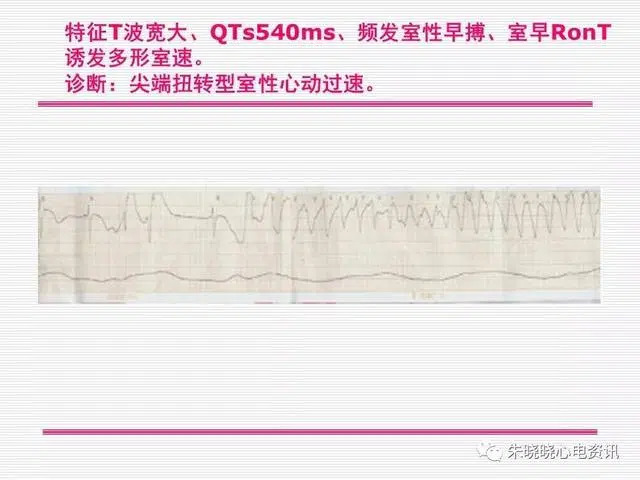 特征T波宽大、QTs540ms、频发室性早搏、室早RonT
诱发多形室速。
诊断：尖端扭转型室性心动过速。
朱晓晓心电资讯